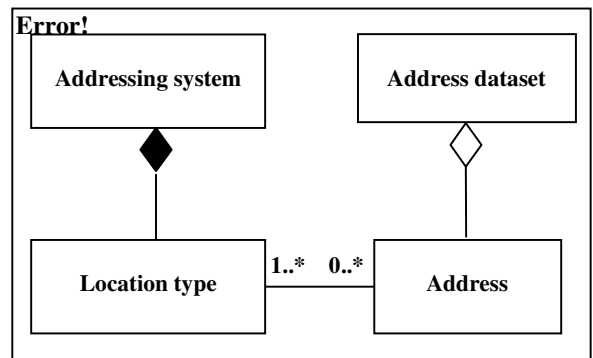 Error!
Addressing system
Address dataset
1..* 0..*
Location type
Address